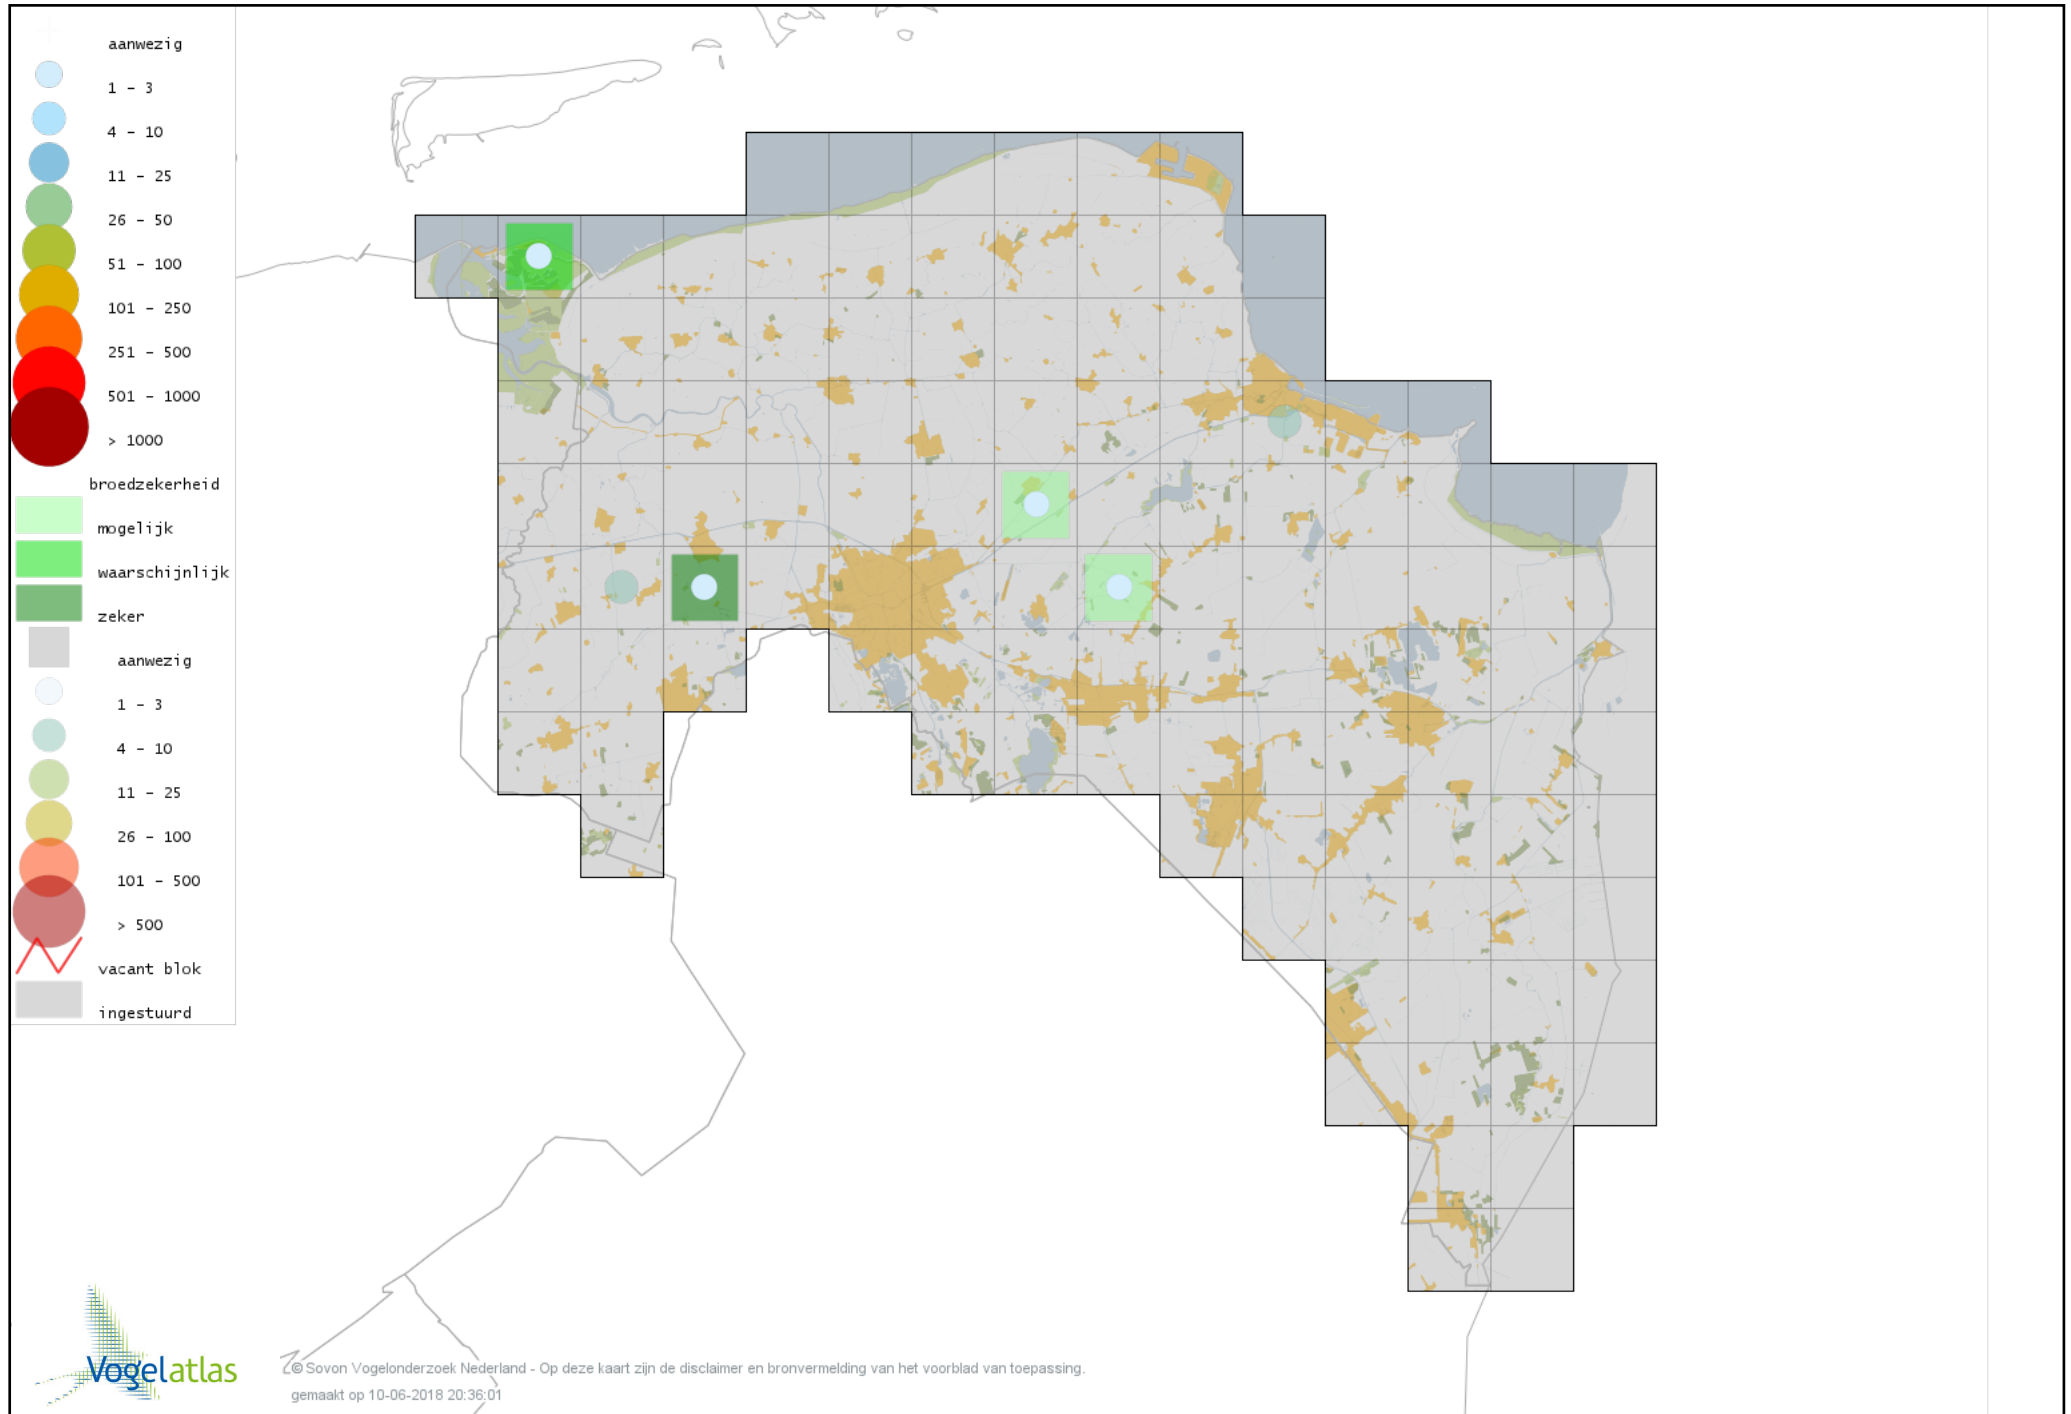 aanwezig
1 - 3
4 - 10
11 - 25
26 - 50
51 - 100
101 - 250
251 - 500
501 - 1000
> 1000
broedzekerheid
mogelijk
waarschijnlijk
zeker
aanwezig
1 - 3
4 - 10
11 - 25
26 - 100
101 - 500
> 500
vacant blok
ingestuurd
Vogelatlas
© Sovon Vogelonderzoek Nederland - Op deze kaart zijn de disclaimer en bronvermelding van het voorblad van toepassing.
gemaakt op 10-06-2018 20:36:01